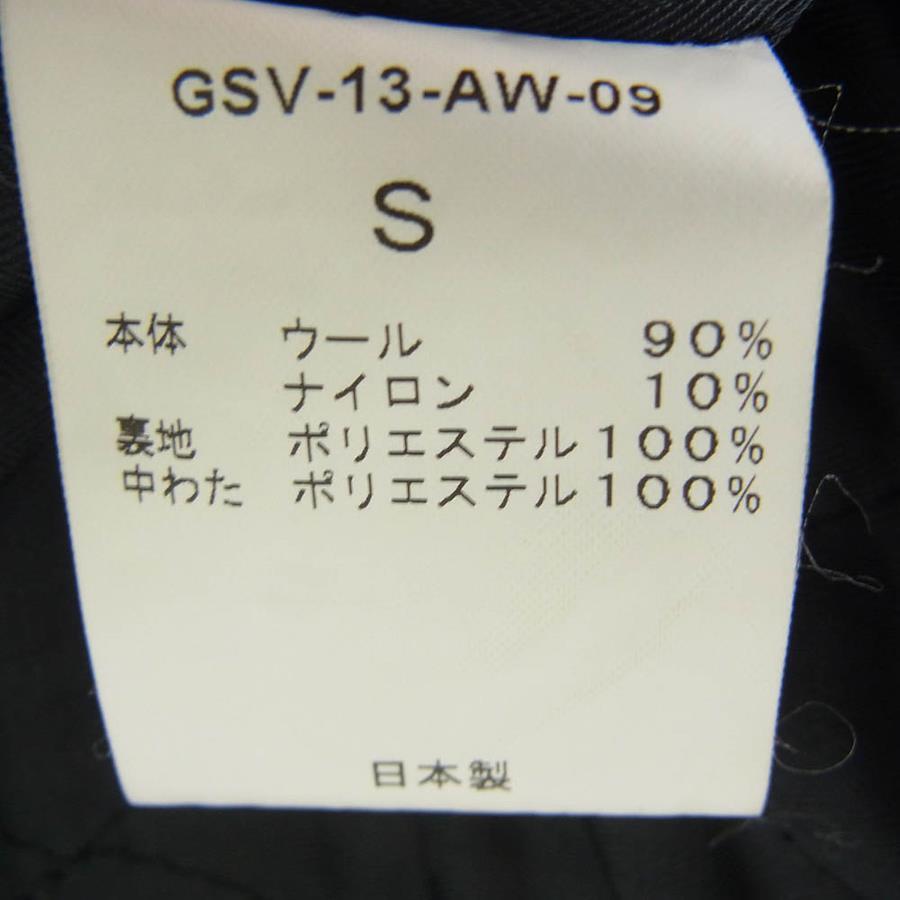 GSV-13-AW-09
S
本体 ウール 90%
ナイロン 10%
裏地 ポリエステル100%
中わた ポリエステル100%
日本製